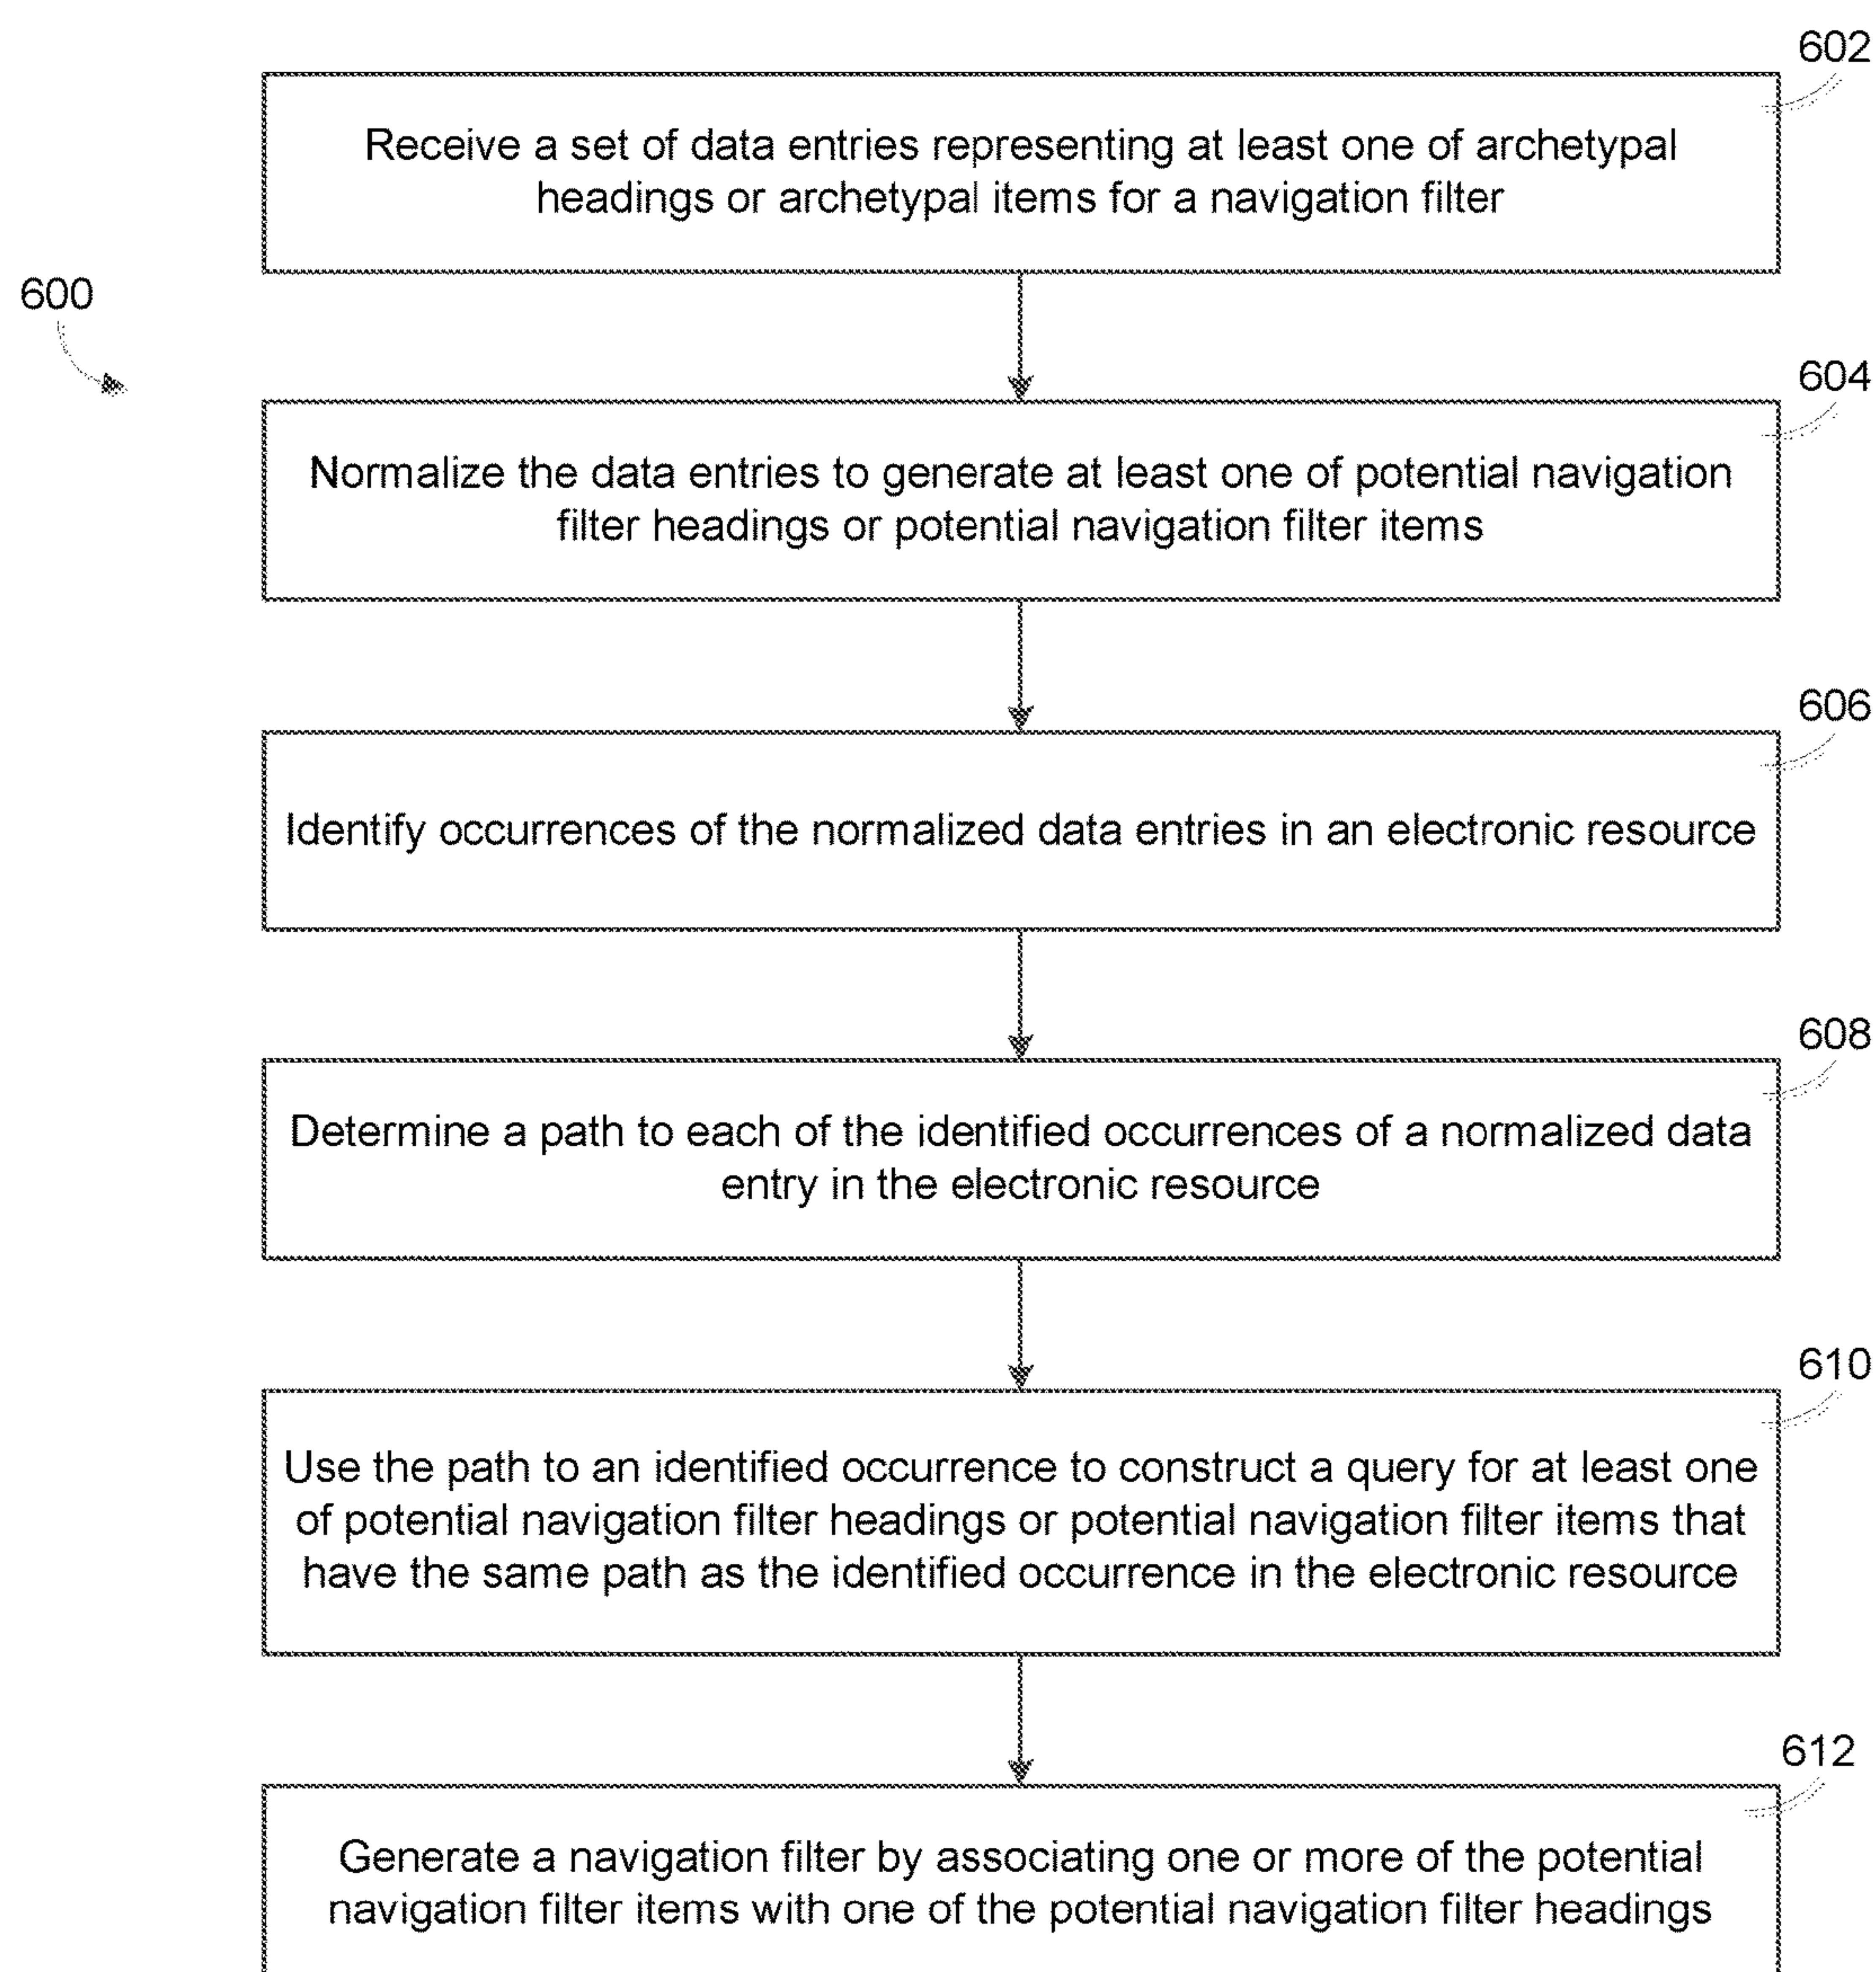 602
Receive a set of data entries representing at least one of archetypal
headings or archetypal items for a navigation filter
600
604
Normalize the data entries to generate at least one of potential navigation
filter headings or potential navigation filter items
606
Identify occurrences of the normalized data entries in an electronic resource
608
Determine a path to each of the identified occurrences of a normalized data
entry in the electronic resource
610
Use the path to an identified occurrence to construct a query for at least one
of potential navigation filter headings or potential navigation filter items that
have the same path as the identified occurrence in the electronic resource
612
Generate a navigation filter by associating one or more of the potential
navigation filter items with one of the potential navigation filter headings